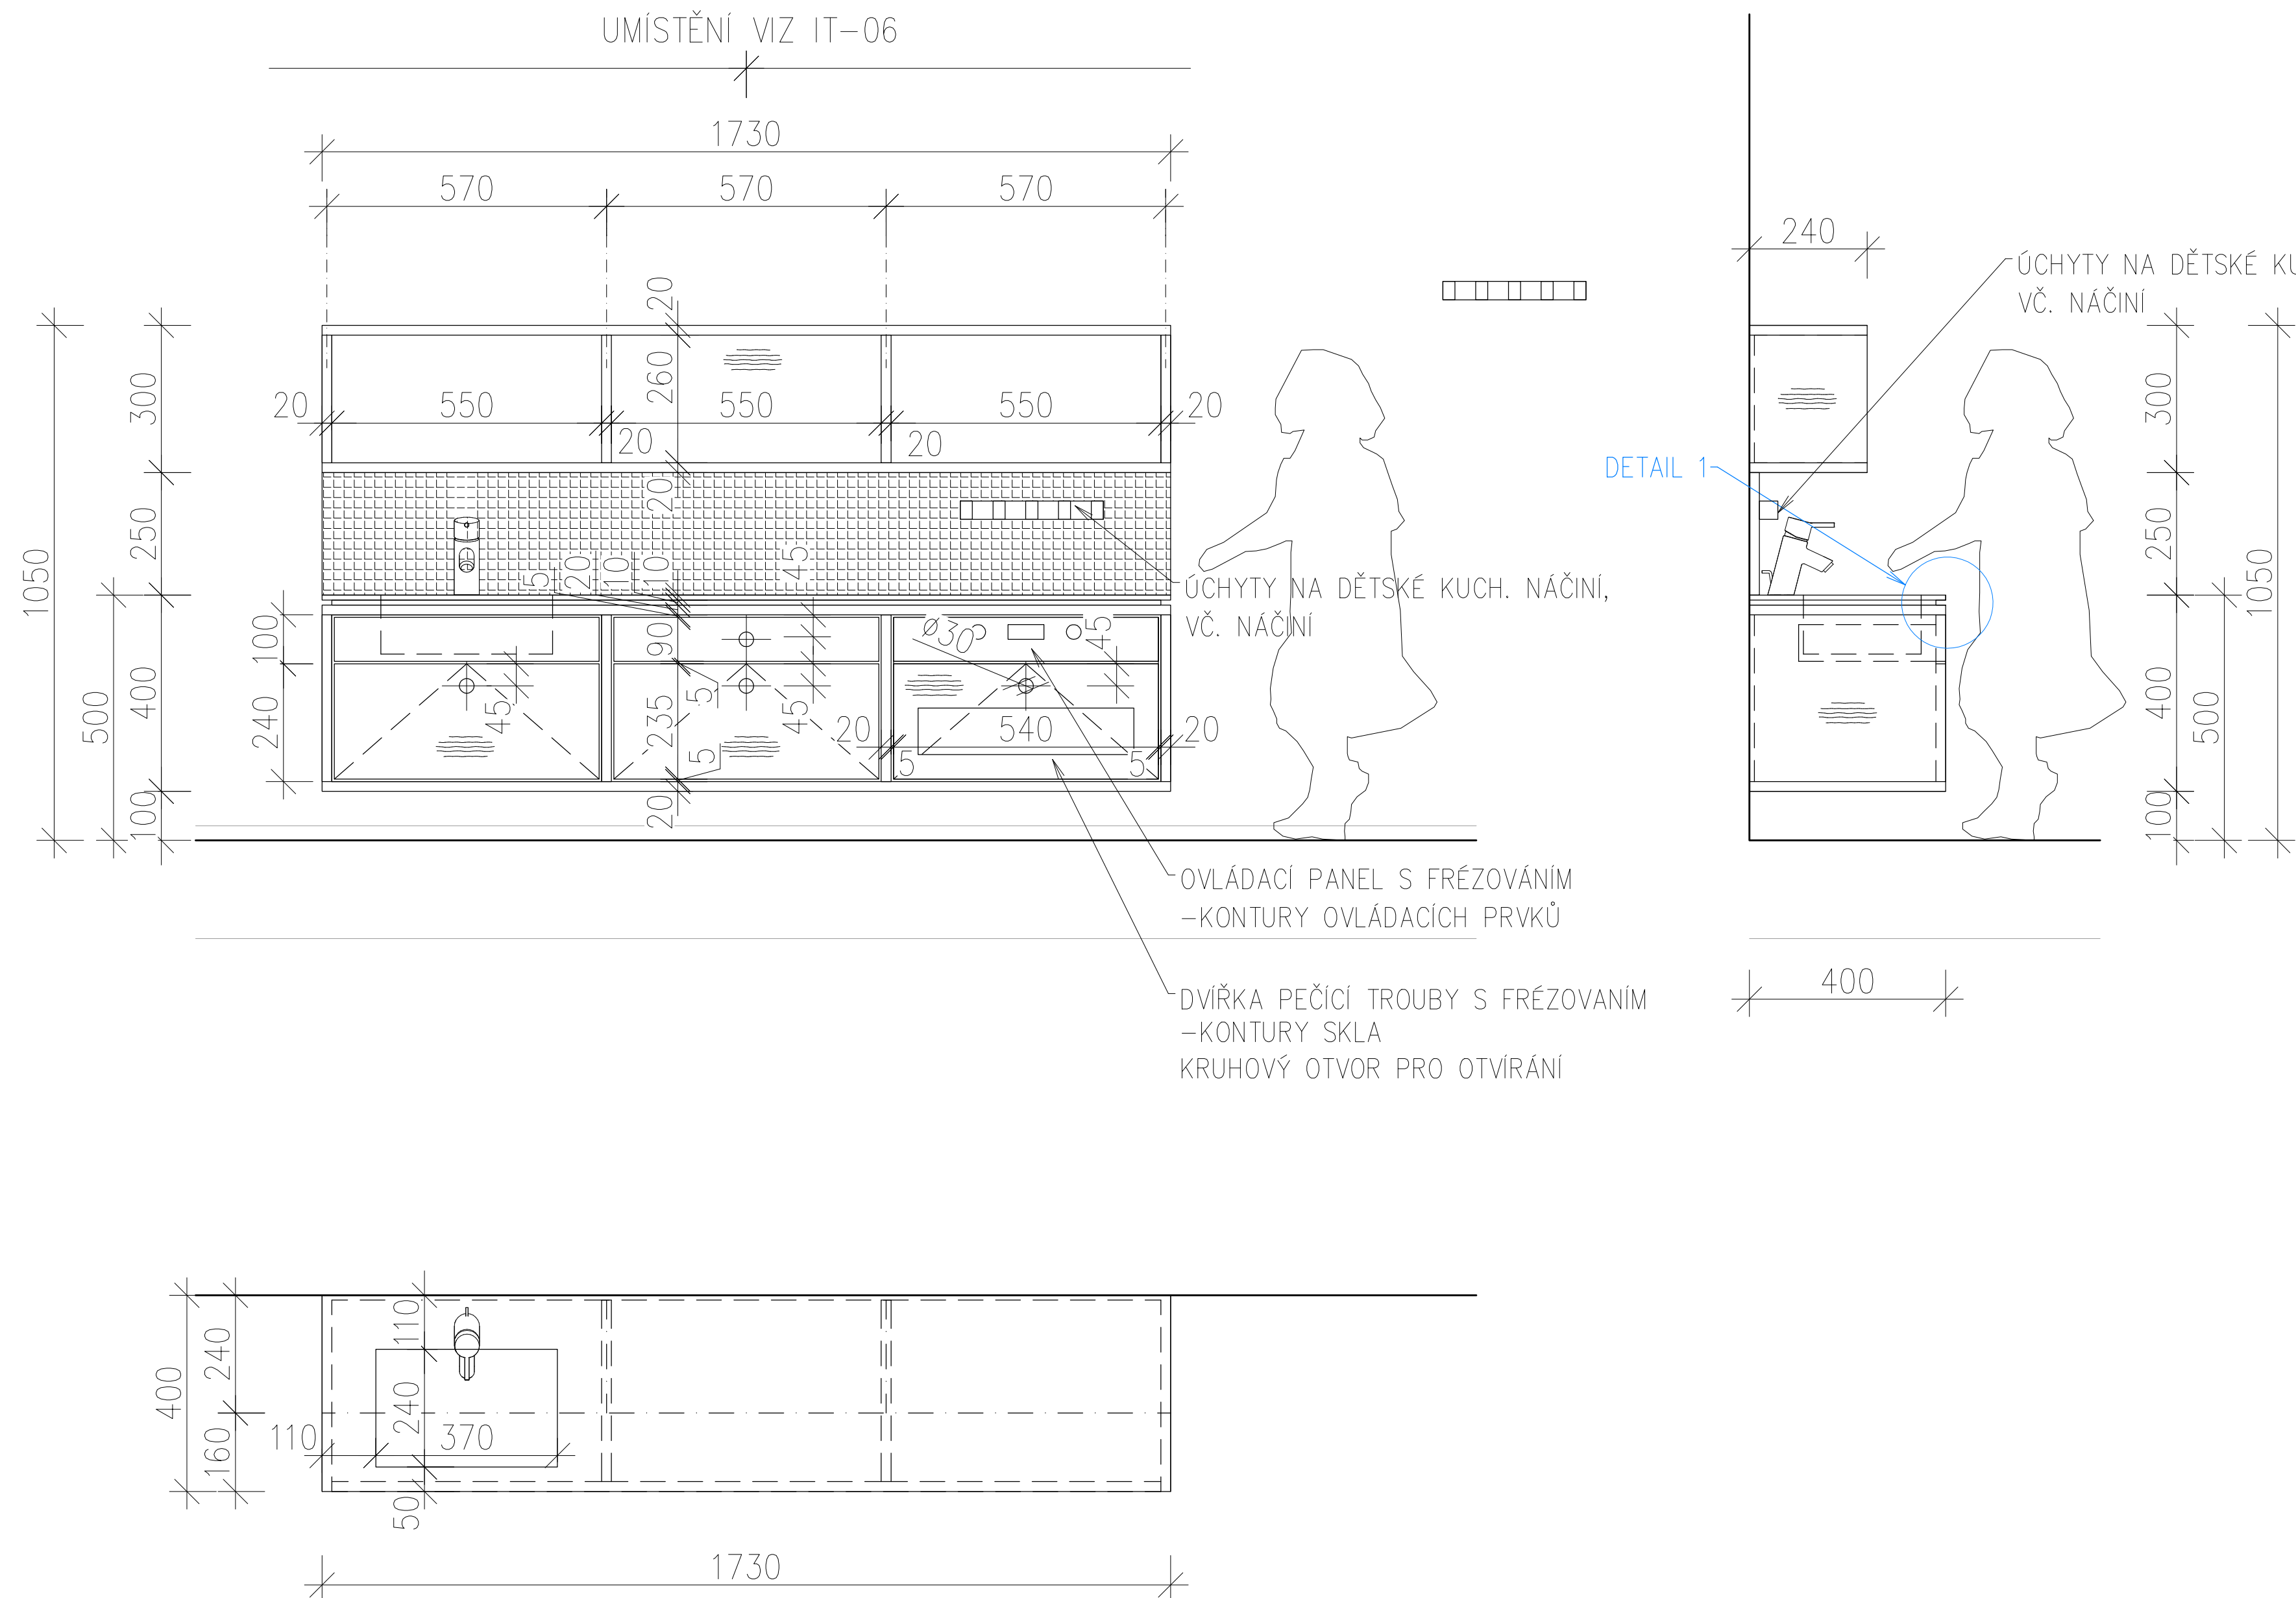 UMÍSTĚNÍ VIZ IT-06
1730
570 570 570
240
ÚCHYTY NA DĚTSKÉ KU
VČ. NÁČINÍ
20
260
300
20 550 550 550 20
20 20
300
DETAIL 1
20
250
250
1050
1050
5 20 10 10 45
ÚCHYTY NA DĚTSKÉ KUCH. NÁČINÍ,
VČ. NÁČINÍ
100
90
Ø30
45
500
400
240
45
5
235
45
20 540 20
5
5 5
400
500
100
20
100
OVLÁDACÍ PANEL S FRÉZOVÁNÍM
-KONTURY OVLÁDACÍCH PRVKŮ
400
DVÍŘKA PEČÍCÍ TROUBY S FRÉZOVANÍM
-KONTURY SKLA
KRUHOVÝ OTVOR PRO OTVÍRÁNÍ
110
240
400
240
160
110 370
50
1730